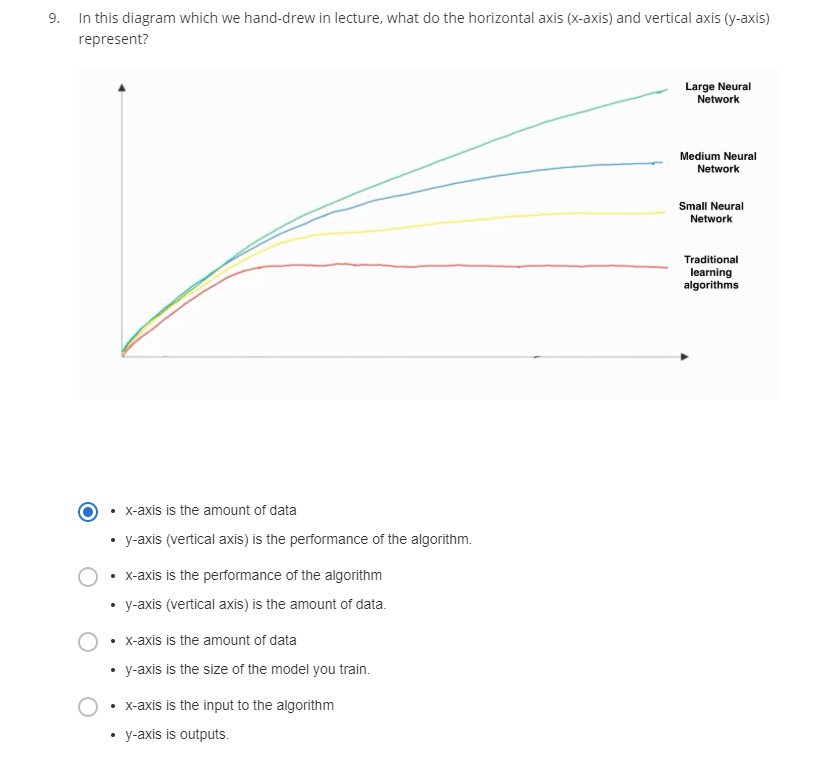 9. In this diagram which we hand-drew in lecture, what do the horizontal axis (x-axis) and vertical axis (y-axis)
represent?
Large Neural
Network
Medium Neural
Network
Small Neural
Network
Traditional
learning
algorithms
• x-axis is the amount of data
• y-axis (vertical axis) is the performance of the algorithm.
• x-axis is the performance of the algorithm
• y-axis (vertical axis) is the amount of data.
• x-axis is the amount of data
• y-axis is the size of the model you train.
• x-axis is the input to the algorithm
• y-axis is outputs.